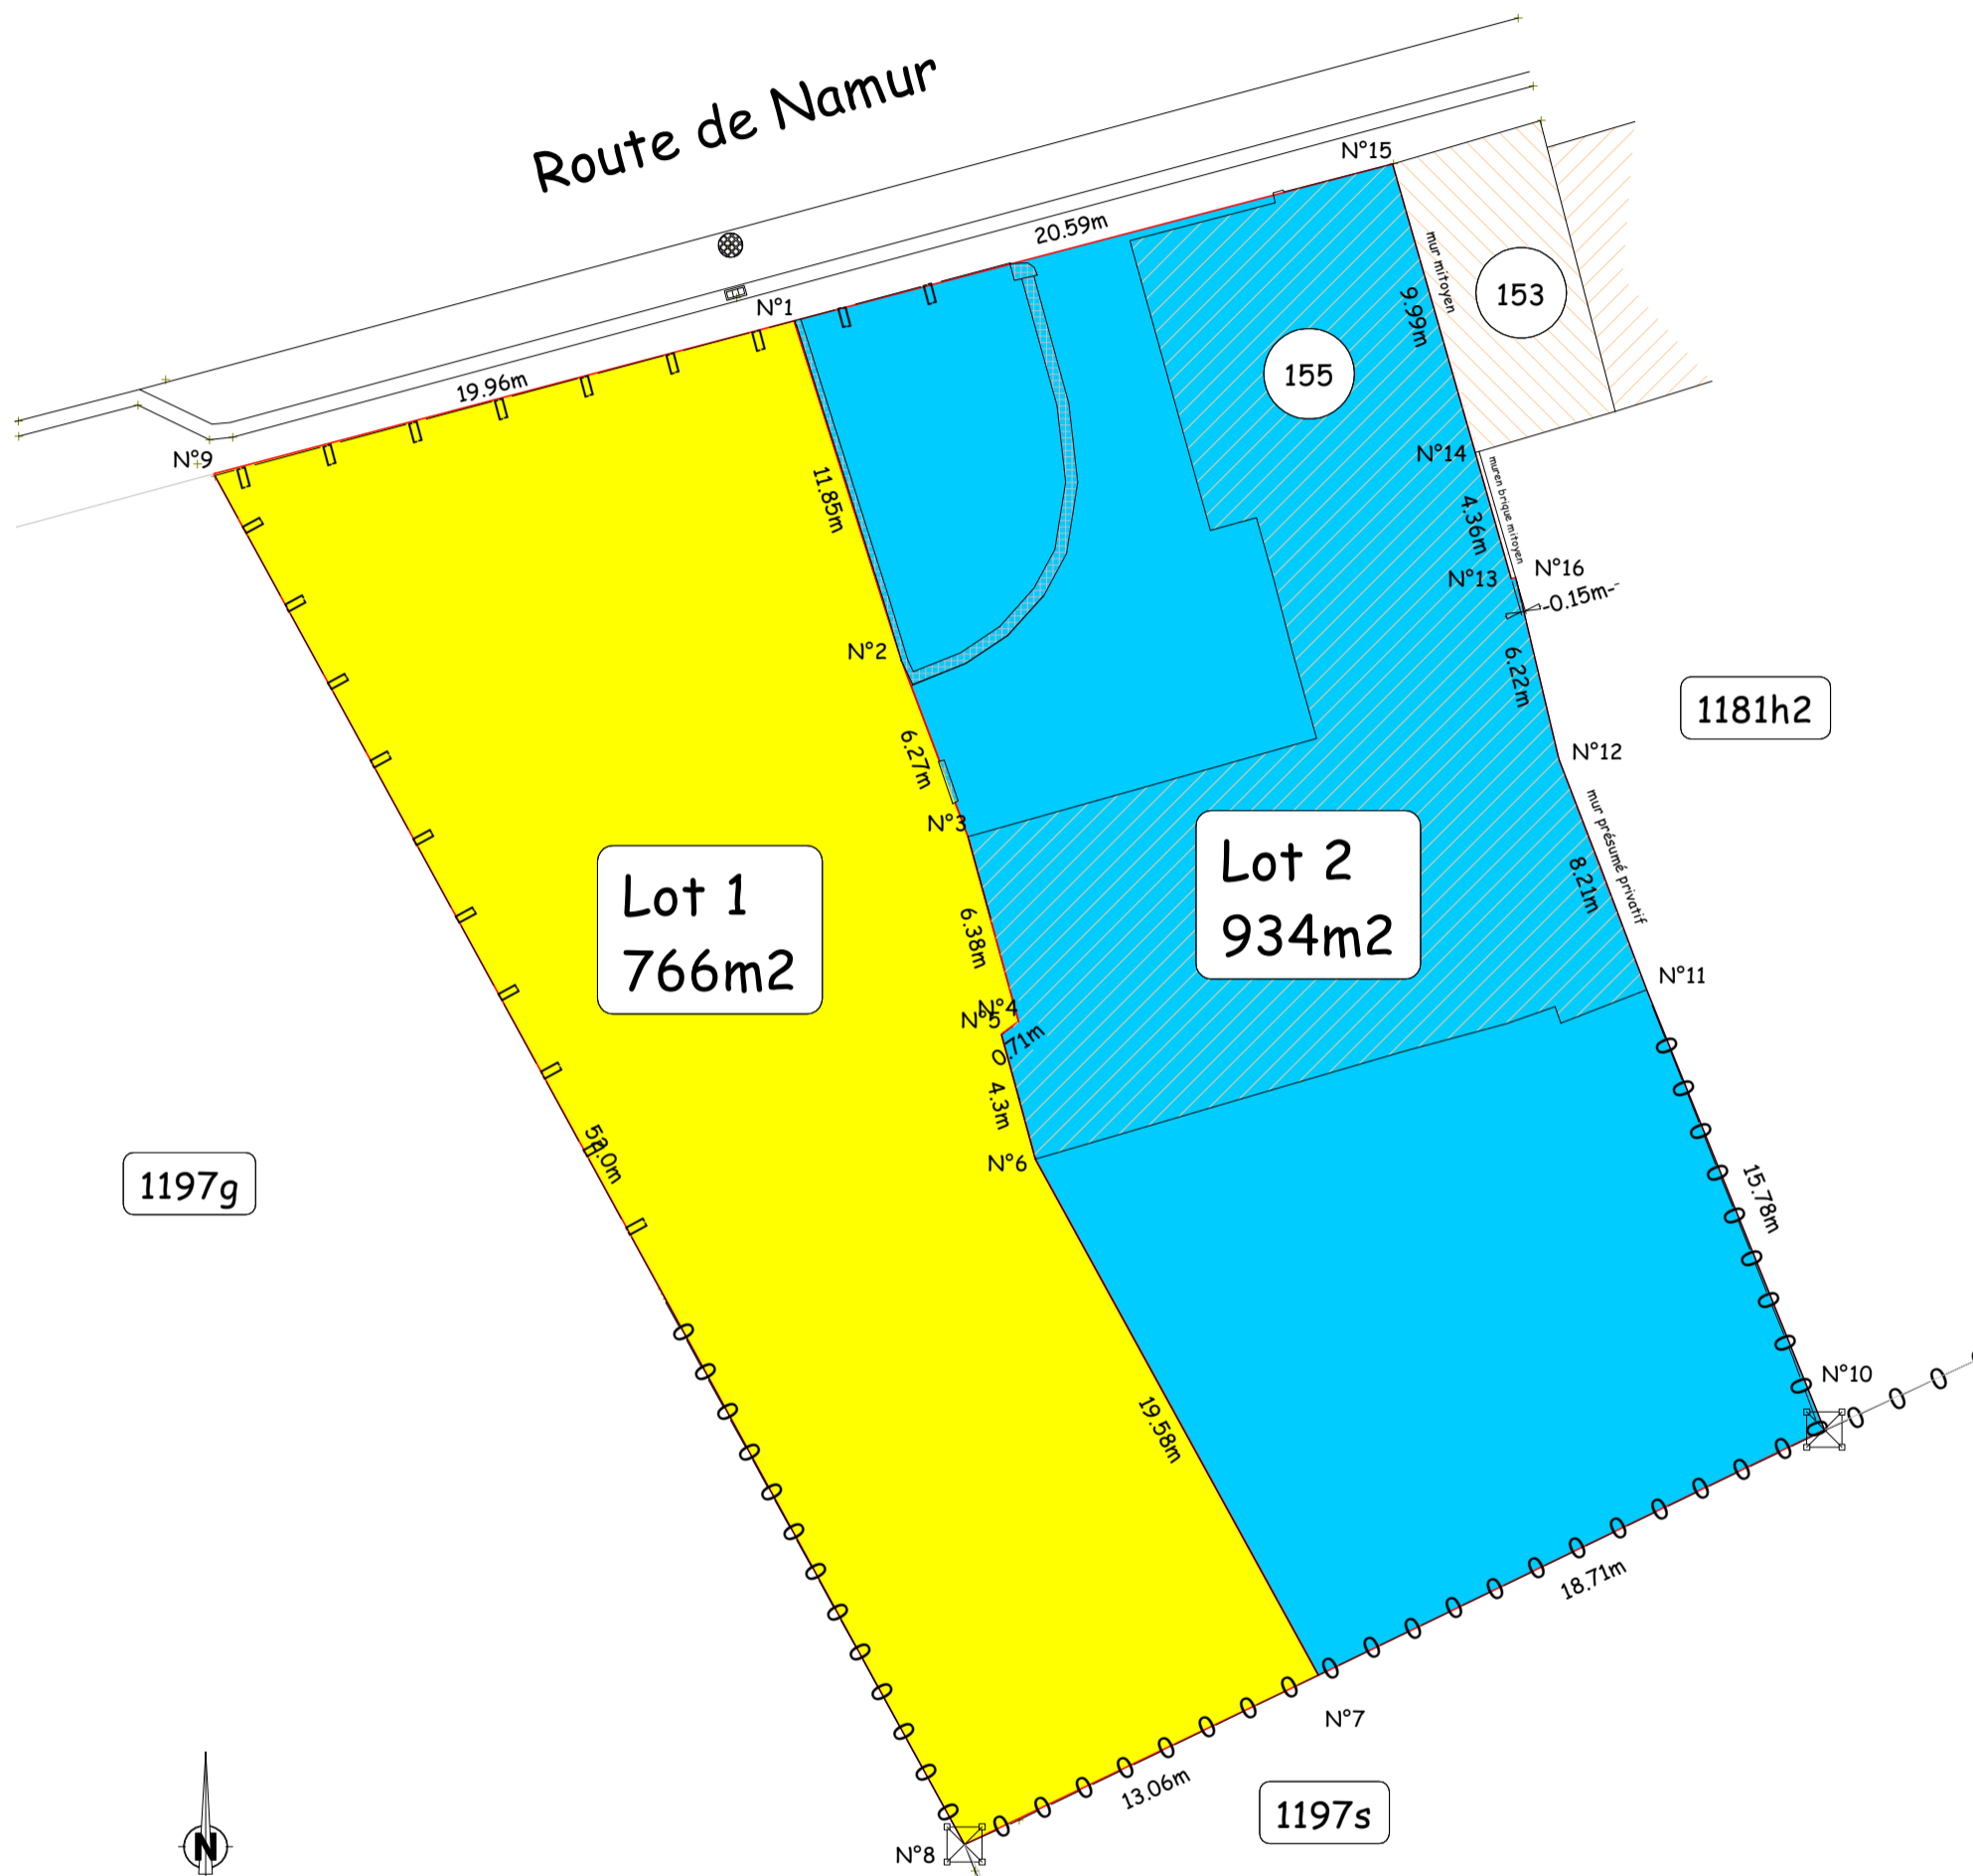 Route de Namur
N°15
20.59m
mur mitoyen
153
N°1
9.99m
155
19.96m
N°9
N°14
muren brique mitoyen
11.85m
4.36m
N°16
N°13
-0.15m-
N°2
6.22m
1181h2
6.27m
N°12
mur présumé privatif
N°3
Lot 2
934m2
Lot 1
766m2
8.21m
6.38m
N°11
N°4
N°5
0.71m
4.3m
N°6
1197g
15.78m
N°10
19.58m
18.71m
N°7
13.06m
1197s
N°8
N